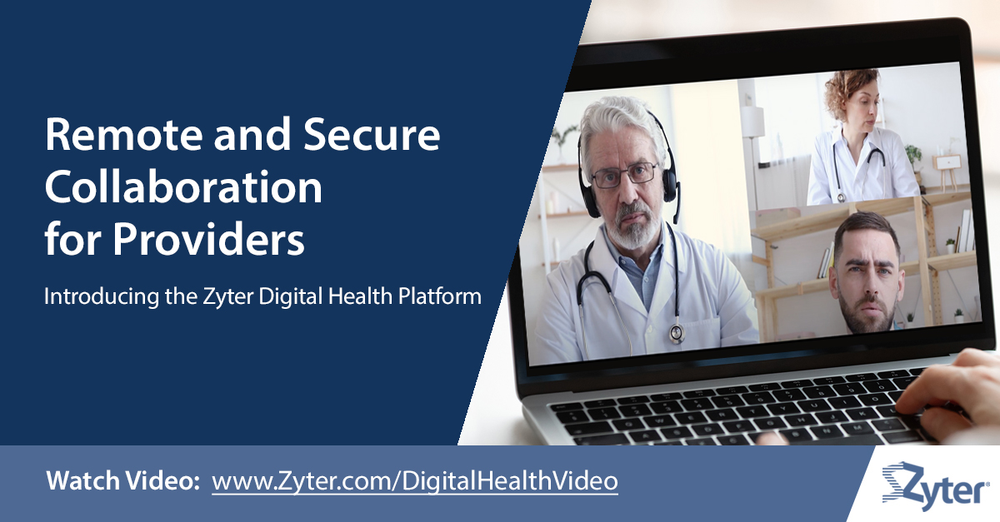 Remote and Secure
Collaboration
for Providers
Introducing the Zyter Digital Health Platform
Watch Video: www.Zyter.com/DigitalHealthVideo
Zyter®